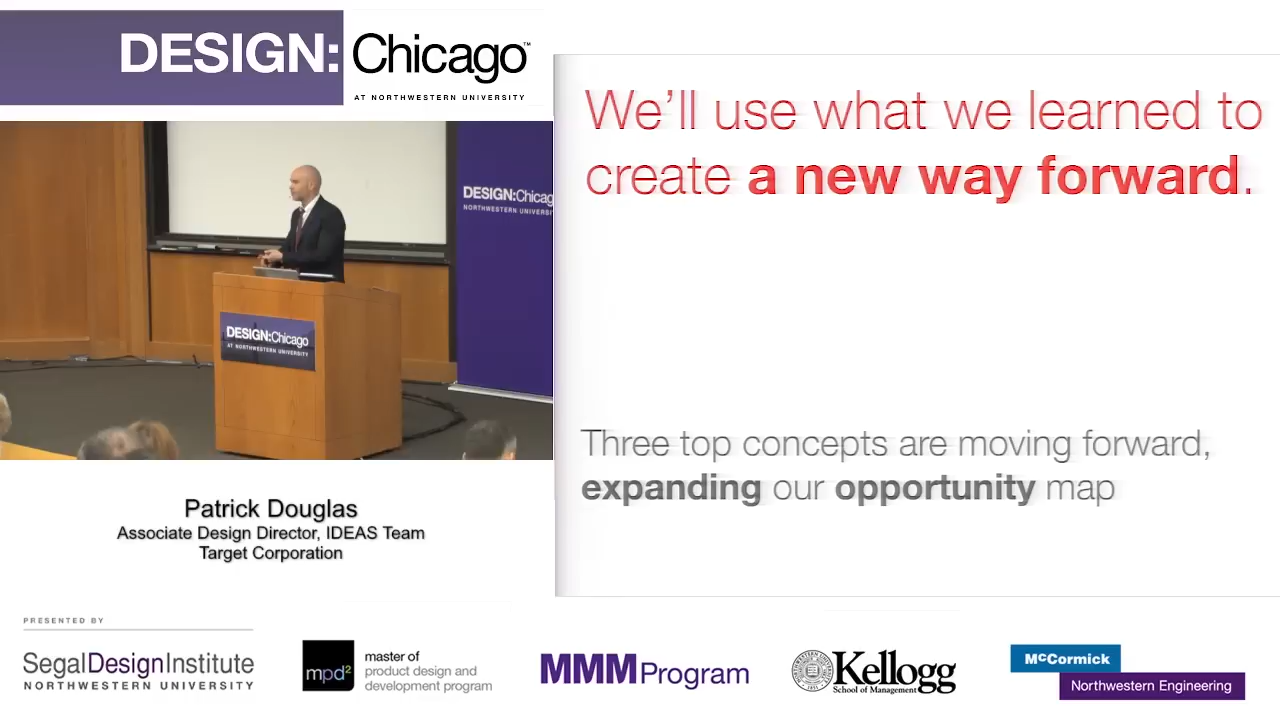 DESIGN:Chicago™
AT NORTHWESTERN UNIVERSITY
We'll use what we learned to
create a new way forward.
DESIGN:Chicag
NORTHWESTERN UNIVERSI
DESIGN:Chicago
AT NORTHWESTERN UNIVERSITY
Three top concepts are moving forward,
expanding our opportunity map
Patrick Douglas
Associate Design Director, IDEAS Team
Target Corporation
PRESENTED BY
SegalDesignInstitute
NORTHWESTERN UNIVERSITY
mpd²
master of
product design and
development program
MMMProgram
Kellogg
School of Management
McCormick
Northwestern Engineering